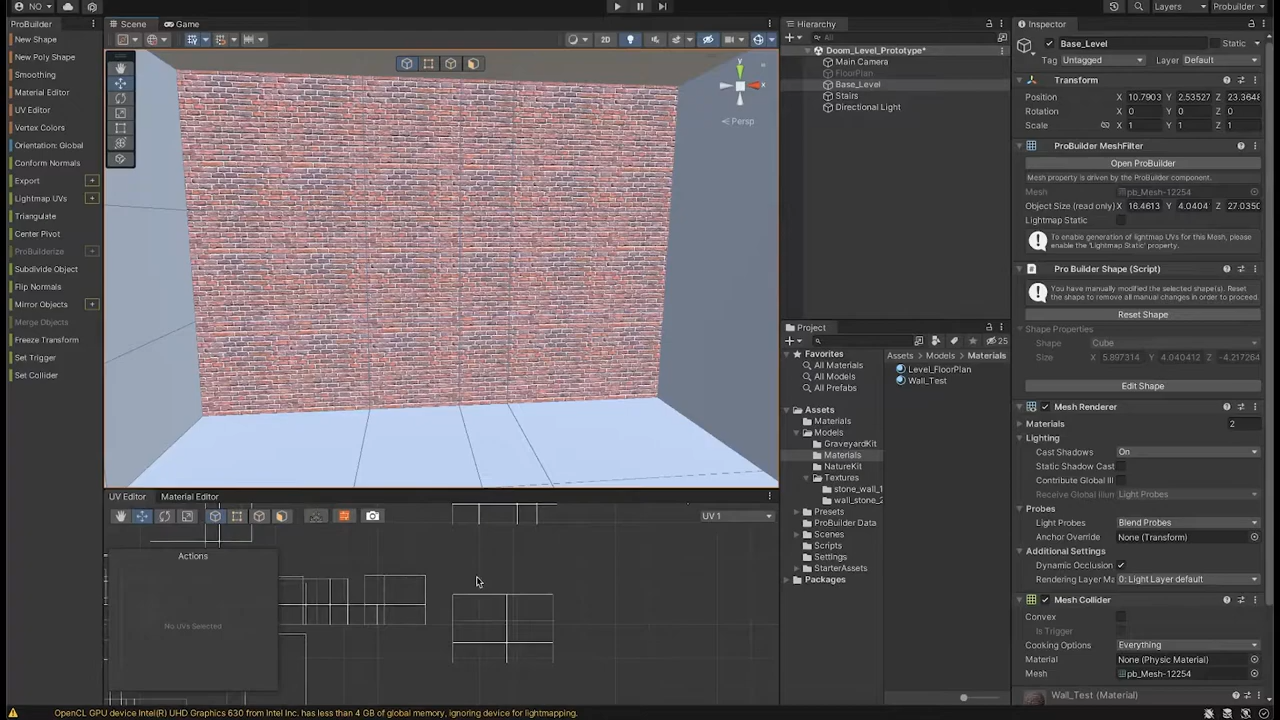 NO
Layers
Probuilder
ProBuilder
Scene
Game
Hierarchy
Inspector
New Shape
New Poly Shape
Smoothing
Material Editor
UV Editor
Vertex Colors
Orientation: Global
Conform Normals
Export
Lightmap UVs
Triangulate
Center Pivot
ProBuilderize
Subdivide Object
Flip Normals
Mirror Objects
Merge Objects
Freeze Transform
Set Trigger
Set Collider
2D
y
x
Persp
All
Doom_Level_Prototype*
Main Camera
FloorPlan
Base_Level
Stairs
Directional Light
Base_Level
Static
Tag Untagged
Layer Default
Transform
Position X 10.7903 Y 2.53527 Z 23.3648
Rotation X 0 Y 0 Z 0
Scale X 1 Y 1 Z 1
ProBuilder MeshFilter
Open ProBuilder
Mesh property is driven by the ProBuilder component.
Mesh pb_Mesh-12254
Object Size (read only) X 16.4613 Y 4.0404 Z 27.0350
Lightmap Static
To enable generation of lightmap UVs for this Mesh, please
enable the 'Lightmap Static' property.
Pro Builder Shape (Script)
You have manually modified the selected shape(s). Reset
the shape to remove all manual changes in order to proceed.
Reset Shape
Shape Properties
Shape Cube
Size X 5.897314 Y 4.040412 Z -4.217264
Edit Shape
Mesh Renderer
Materials 2
Lighting
Cast Shadows On
Static Shadow Cast
Contribute Global Ill
Receive Global Illun Light Probes
Probes
Light Probes Blend Probes
Anchor Override None (Transform)
Additional Settings
Dynamic Occlusion
Rendering Layer Ma 0: Light Layer default
Mesh Collider
Convex
Is Trigger
Cooking Options Everything
Material None (Physic Material)
Mesh pb_Mesh-12254
Wall_Test (Material)
Project
25
Favorites
All Materials
All Models
All Prefabs
Assets
Materials
Models
GraveyardKit
Materials
NatureKit
Textures
stone_wall_1
wall_stone_2
Presets
ProBuilder Data
Scenes
Scripts
Settings
StarterAssets
Packages
Assets Models Materials
Level_FloorPlan
Wall_Test
UV Editor
Material Editor
UV 1
Actions
No UVs Selected
OpenCL GPU device Intel(R) UHD Graphics 630 from Intel Inc. has less than 4 GB of global memory, ignoring device for lightmapping.